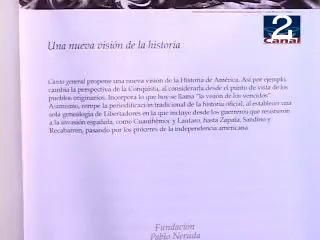 2
Canal
Una nueva visión de la historia
Canto general propone una nueva visión de la Historia de América. Así por ejemplo,
cambia la perspectiva de la Conquista, al considerarla desde el punto de vista de los
pueblos originarios. Incorpora lo que hoy se llama "la visión de los vencidos"
Asimismo, rompe la periodificación tradicional de la historia oficial, al establecer una
sola genealogía de Libertadores en la que incluye desde los guerreros que resistieron
a la invasión española, como Cuauhtémoc y Lautaro, hasta Zapata, Sandino y
Recabarren, pasando por los próceres de la independencia americana.
Fundación
Pablo Neruda